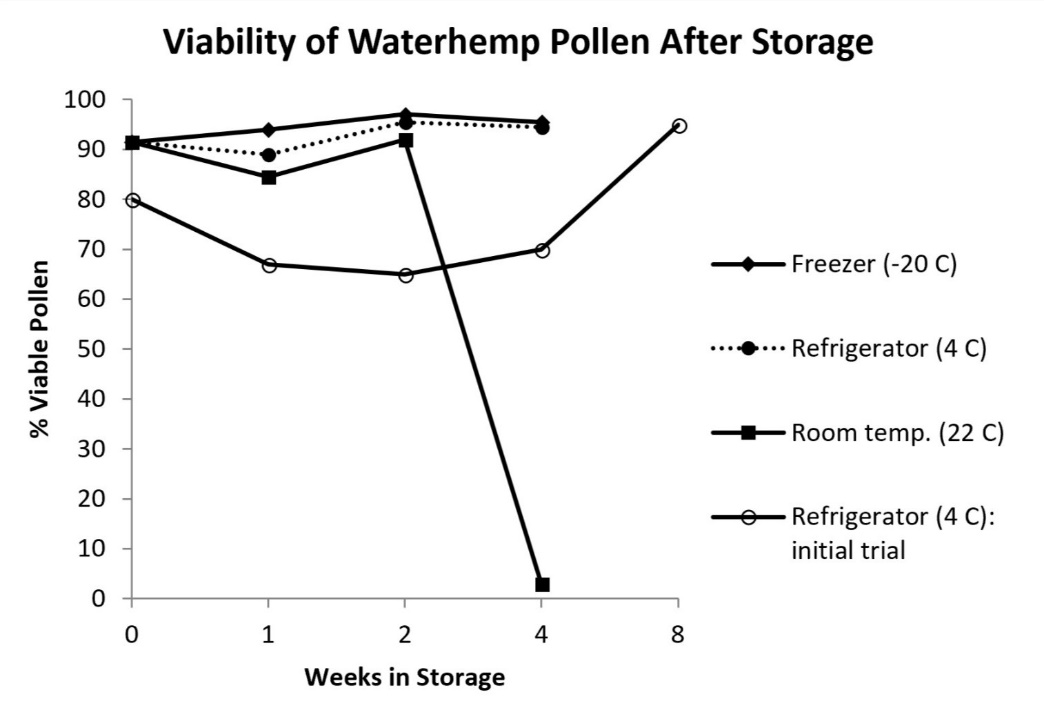 Viability of Waterhemp Pollen After Storage
100
90
80
70
60
50
40
30
20
10
0
% Viable Pollen
0 1 2 4 8
Weeks in Storage
Freezer (-20 C)
Refrigerator (4 C)
Room temp. (22 C)
Refrigerator (4 C):
initial trial